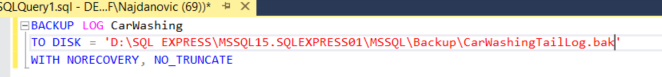 SQLQuery1.sql - DE...F\Najdanovic (69))*
BACKUP LOG CarWashing
TO DISK = 'D:\SQL EXPRESS\MSSQL15.SQLEXPRESS01\MSSQL\Backup\CarWashingTailLog.bak'
WITH NORECOVERY, NO_TRUNCATE